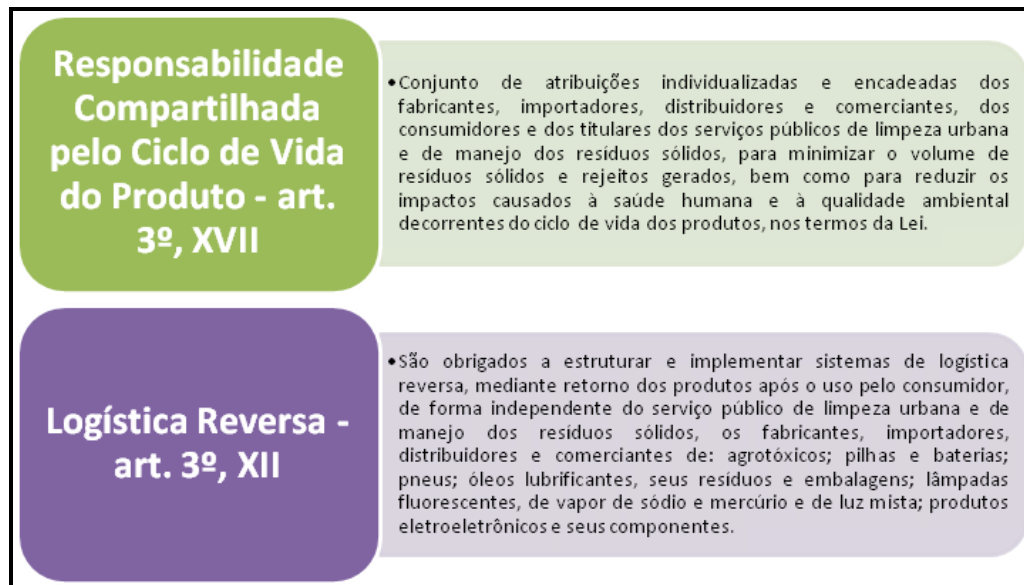 Responsabilidade
Compartilhada
pelo Ciclo de Vida
do Produto - art.
3º, XVII
•Conjunto de atribuições individualizadas e encadeadas dos
fabricantes, importadores, distribuidores e comerciantes, dos
consumidores e dos titulares dos serviços públicos de limpeza urbana
e de manejo dos resíduos sólidos, para minimizar o volume de
resíduos sólidos e rejeitos gerados, bem como para reduzir os
impactos causados à saúde humana e à qualidade ambiental
decorrentes do ciclo de vida dos produtos, nos termos da Lei.
Logística Reversa -
art. 3º, XII
•São obrigados a estruturar e implementar sistemas de logística
reversa, mediante retorno dos produtos após o uso pelo consumidor,
de forma independente do serviço público de limpeza urbana e de
manejo dos resíduos sólidos, os fabricantes, importadores,
distribuidores e comerciantes de: agrotóxicos; pilhas e baterias;
pneus; óleos lubrificantes, seus resíduos e embalagens; lâmpadas
fluorescentes, de vapor de sódio e mercúrio e de luz mista; produtos
eletroeletrônicos e seus componentes.